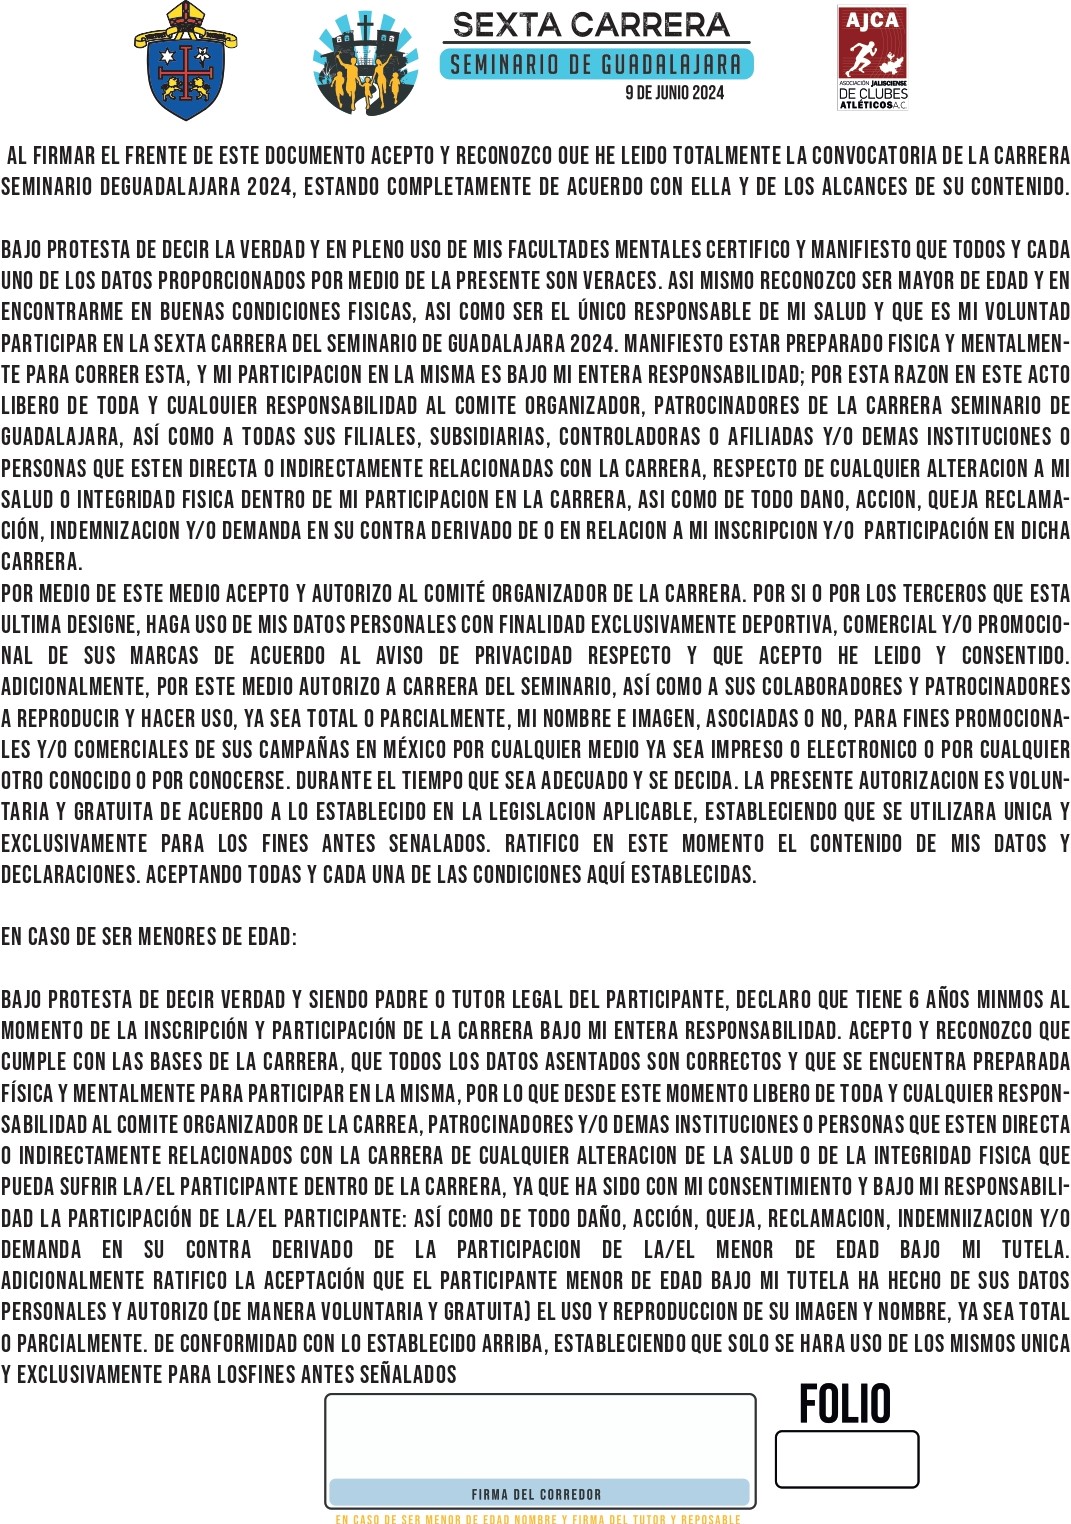 SEXTA CARRERA
SEMINARIO DE GUADALAJARA
9 DE JUNIO 2024
AJCA
ASOCIACIÓN JALISCIENSE
DE CLUBES
ATLÉTICOS A.C.
AL FIRMAR EL FRENTE DE ESTE DOCUMENTO ACEPTO Y RECONOZCO OUE HE LEIDO TOTALMENTE LA CONVOCATORIA DE LA CARRERA
SEMINARIO DEGUADALAJARA 2024, ESTANDO COMPLETAMENTE DE ACUERDO CON ELLA Y DE LOS ALCANCES DE SU CONTENIDO.
BAJO PROTESTA DE DECIR LA VERDAD Y EN PLENO USO DE MIS FACULTADES MENTALES CERTIFICO Y MANIFIESTO QUE TODOS Y CADA
UNO DE LOS DATOS PROPORCIONADOS POR MEDIO DE LA PRESENTE SON VERACES. ASI MISMO RECONOZCO SER MAYOR DE EDAD Y EN
ENCONTRARME EN BUENAS CONDICIONES FISICAS, ASI COMO SER EL ÚNICO RESPONSABLE DE MI SALUD Y QUE ES MI VOLUNTAD
PARTICIPAR EN LA SEXTA CARRERA DEL SEMINARIO DE GUADALAJARA 2024. MANIFIESTO ESTAR PREPARADO FISICA Y MENTALMEN-
TE PARA CORRER ESTA, Y MI PARTICIPACION EN LA MISMA ES BAJO MI ENTERA RESPONSABILIDAD; POR ESTA RAZON EN ESTE ACTO
LIBERO DE TODA Y CUALOUIER RESPONSABILIDAD AL COMITE ORGANIZADOR, PATROCINADORES DE LA CARRERA SEMINARIO DE
GUADALAJARA, ASÍ COMO A TODAS SUS FILIALES, SUBSIDIARIAS, CONTROLADORAS O AFILIADAS Y/O DEMAS INSTITUCIONES O
PERSONAS QUE ESTEN DIRECTA O INDIRECTAMENTE RELACIONADAS CON LA CARRERA, RESPECTO DE CUALQUIER ALTERACION A MI
SALUD O INTEGRIDAD FISICA DENTRO DE MI PARTICIPACION EN LA CARRERA, ASI COMO DE TODO DANO, ACCION, QUEJA RECLAMA-
CIÓN, INDEMNIZACION Y/O DEMANDA EN SU CONTRA DERIVADO DE O EN RELACION A MI INSCRIPCION Y/O PARTICIPACIÓN EN DICHA
CARRERA.
POR MEDIO DE ESTE MEDIO ACEPTO Y AUTORIZO AL COMITÉ ORGANIZADOR DE LA CARRERA. POR SI O POR LOS TERCEROS QUE ESTA
ULTIMA DESIGNE, HAGA USO DE MIS DATOS PERSONALES CON FINALIDAD EXCLUSIVAMENTE DEPORTIVA, COMERCIAL Y/O PROMOCIO-
NAL DE SUS MARCAS DE ACUERDO AL AVISO DE PRIVACIDAD RESPECTO Y QUE ACEPTO HE LEIDO Y CONSENTIDO.
ADICIONALMENTE, POR ESTE MEDIO AUTORIZO A CARRERA DEL SEMINARIO, ASÍ COMO A SUS COLABORADORES Y PATROCINADORES
A REPRODUCIR Y HACER USO, YA SEA TOTAL O PARCIALMENTE, MI NOMBRE E IMAGEN, ASOCIADAS O NO, PARA FINES PROMOCIONA-
LES Y/O COMERCIALES DE SUS CAMPAÑAS EN MÉXICO POR CUALQUIER MEDIO YA SEA IMPRESO O ELECTRONICO O POR CUALQUIER
OTRO CONOCIDO O POR CONOCERSE. DURANTE EL TIEMPO QUE SEA ADECUADO Y SE DECIDA. LA PRESENTE AUTORIZACION ES VOLUN-
TARIA Y GRATUITA DE ACUERDO A LO ESTABLECIDO EN LA LEGISLACION APLICABLE, ESTABLECIENDO QUE SE UTILIZARA UNICA Y
EXCLUSIVAMENTE PARA LOS FINES ANTES SENALADOS. RATIFICO EN ESTE MOMENTO EL CONTENIDO DE MIS DATOS Y
DECLARACIONES. ACEPTANDO TODAS Y CADA UNA DE LAS CONDICIONES AQUÍ ESTABLECIDAS.
EN CASO DE SER MENORES DE EDAD:
BAJO PROTESTA DE DECIR VERDAD Y SIENDO PADRE O TUTOR LEGAL DEL PARTICIPANTE, DECLARO QUE TIENE 6 AÑOS MINMOS AL
MOMENTO DE LA INSCRIPCIÓN Y PARTICIPACIÓN DE LA CARRERA BAJO MI ENTERA RESPONSABILIDAD. ACEPTO Y RECONOZCO QUE
CUMPLE CON LAS BASES DE LA CARRERA, QUE TODOS LOS DATOS ASENTADOS SON CORRECTOS Y QUE SE ENCUENTRA PREPARADA
FÍSICA Y MENTALMENTE PARA PARTICIPAR EN LA MISMA, POR LO QUE DESDE ESTE MOMENTO LIBERO DE TODA Y CUALQUIER RESPON-
SABILIDAD AL COMITE ORGANIZADOR DE LA CARREA, PATROCINADORES Y/O DEMAS INSTITUCIONES O PERSONAS QUE ESTEN DIRECTA
O INDIRECTAMENTE RELACIONADOS CON LA CARRERA DE CUALQUIER ALTERACION DE LA SALUD O DE LA INTEGRIDAD FISICA QUE
PUEDA SUFRIR LA/EL PARTICIPANTE DENTRO DE LA CARRERA, YA QUE HA SIDO CON MI CONSENTIMIENTO Y BAJO MI RESPONSABILI-
DAD LA PARTICIPACIÓN DE LA/EL PARTICIPANTE: ASÍ COMO DE TODO DAÑO, ACCIÓN, QUEJA, RECLAMACION, INDEMNIIZACION Y/O
DEMANDA EN SU CONTRA DERIVADO DE LA PARTICIPACION DE LA/EL MENOR DE EDAD BAJO MI TUTELA.
ADICIONALMENTE RATIFICO LA ACEPTACIÓN QUE EL PARTICIPANTE MENOR DE EDAD BAJO MI TUTELA HA HECHO DE SUS DATOS
PERSONALES Y AUTORIZO (DE MANERA VOLUNTARIA Y GRATUITA) EL USO Y REPRODUCCION DE SU IMAGEN Y NOMBRE, YA SEA TOTAL
O PARCIALMENTE. DE CONFORMIDAD CON LO ESTABLECIDO ARRIBA, ESTABLECIENDO QUE SOLO SE HARA USO DE LOS MISMOS UNICA
Y EXCLUSIVAMENTE PARA LOSFINES ANTES SEÑALADOS
FOLIO
FIRMA DEL CORREDOR
EN CASO DE SER MENOR DE EDAD NOMBRE Y FIRMA DEL TUTOR Y REPOSABLE